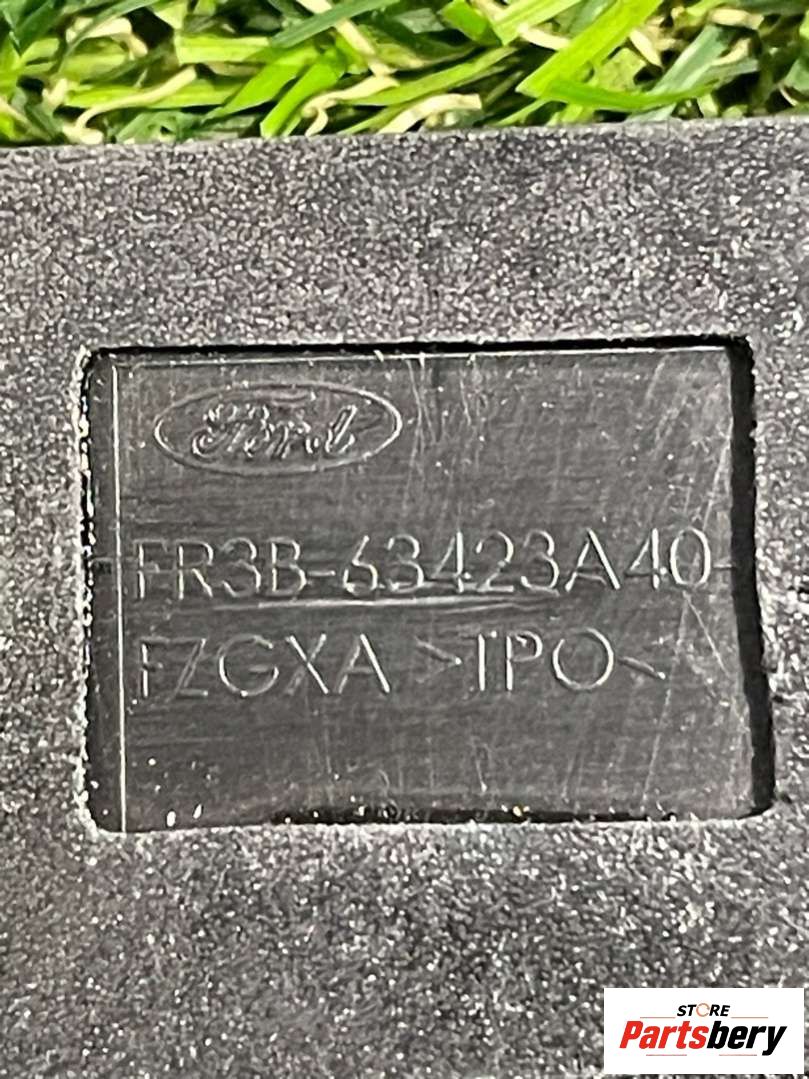 Ford
FR3B-63423A40-
FZGXA >TPO<
STORE
Partsbery